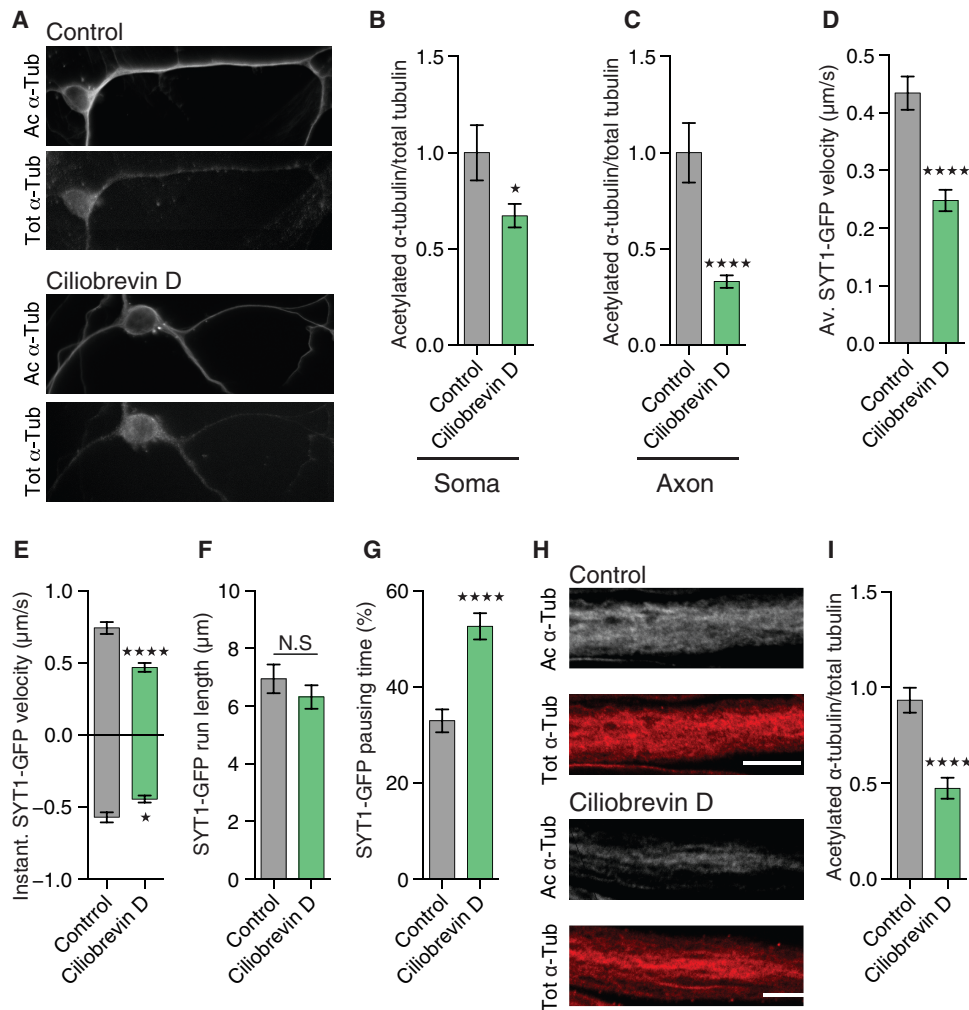 A
Control
Ac α-Tub
Tot α-Tub
Ciliobrevin D
Ac α-Tub
Tot α-Tub
B
Acetylated α-tubulin/total tubulin
1.5
1.0
0.5
0.0
★
Control
Ciliobrevin D
Soma
C
Acetylated α-tubulin/total tubulin
1.5
1.0
0.5
0.0
★★★★
Control
Ciliobrevin D
Axon
D
Av. SYT1-GFP velocity (μm/s)
0.5
0.4
0.3
0.2
0.1
0.0
★★★★
Control
Ciliobrevin D
E
Instant. SYT1-GFP velocity (μm/s)
1.0
0.5
0.0
−0.5
−1.0
★★★★
★
Contrrol
Ciliobrevin D
F
SYT1-GFP run length (μm)
10
8
6
4
2
0
N.S
Control
Ciliobrevin D
G
SYT1-GFP pausing time (%)
60
40
20
0
★★★★
Control
Ciliobrevin D
H
Control
Ac α-Tub
Tot α-Tub
Ciliobrevin D
Ac α-Tub
Tot α-Tub
I
Acetylated α-tubulin/total tubulin
1.5
1.0
0.5
0.0
★★★★
Control
Ciliobrevin D